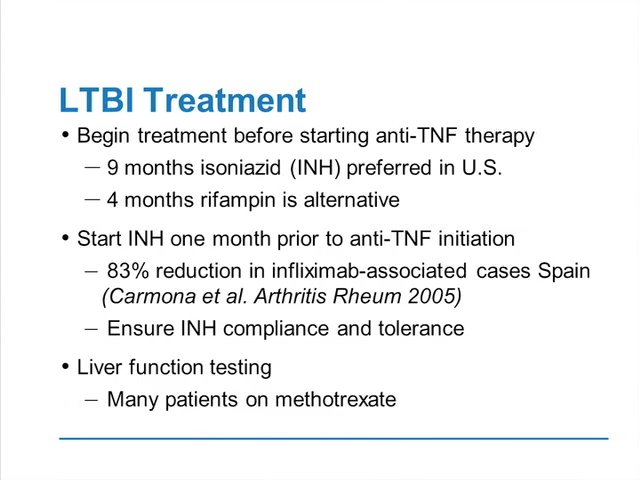 LTBI Treatment
• Begin treatment before starting anti-TNF therapy
– 9 months isoniazid (INH) preferred in U.S.
– 4 months rifampin is alternative
• Start INH one month prior to anti-TNF initiation
– 83% reduction in infliximab-associated cases Spain
(Carmona et al. Arthritis Rheum 2005)
– Ensure INH compliance and tolerance
• Liver function testing
– Many patients on methotrexate